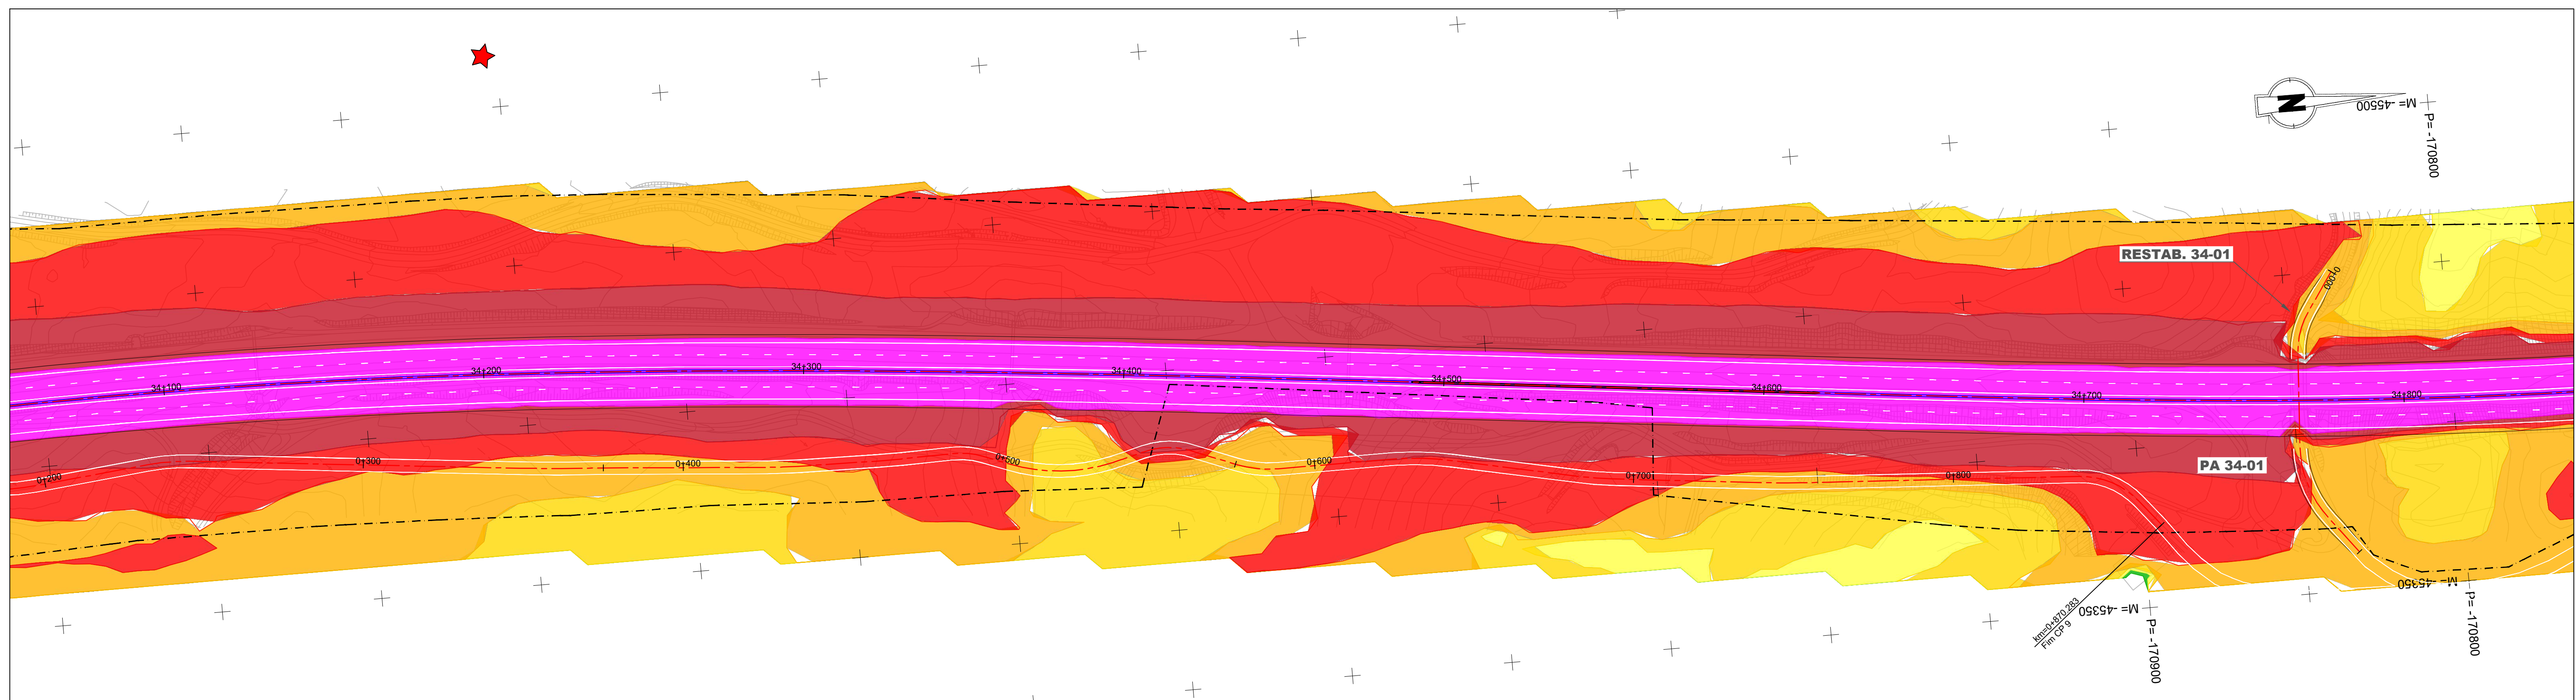 N
M= -45500
P= -170800
RESTAB. 34-01
0+000
34+100
34+200
34+300
34+400
34+500
34+600
34+700
34+800
0+200
0+300
0+400
0+500
0+600
0+700
0+800
PA 34-01
km=0+870.283
Fim CP 9
M= -45350
P= -170900
M= -45350
P= -170800